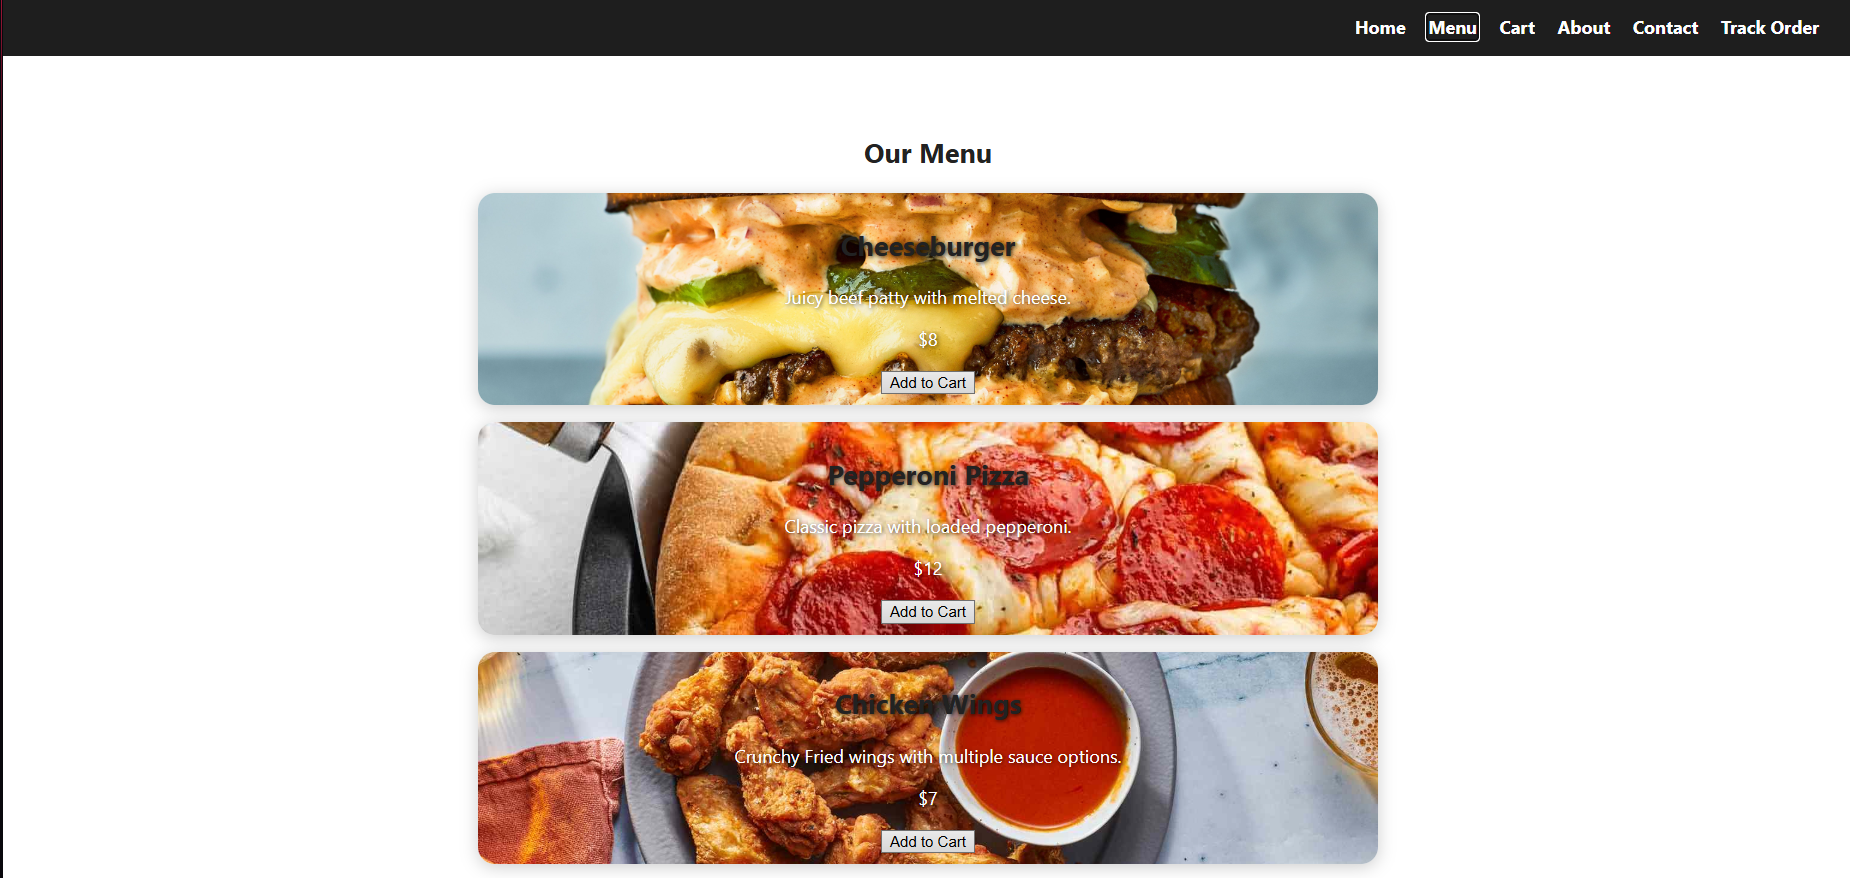 Home Menu Cart About Contact Track Order
Our Menu
Cheeseburger
Juicy beef patty with melted cheese.
$8
Add to Cart
Pepperoni Pizza
Classic pizza with loaded pepperoni.
$12
Add to Cart
Chicken Wings
Crunchy Fried wings with multiple sauce options.
$7
Add to Cart